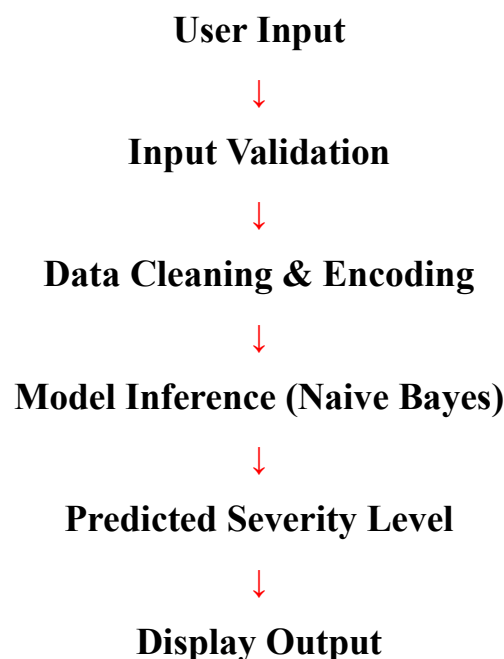 User Input
↓
Input Validation
↓
Data Cleaning & Encoding
↓
Model Inference (Naive Bayes)
↓
Predicted Severity Level
↓
Display Output